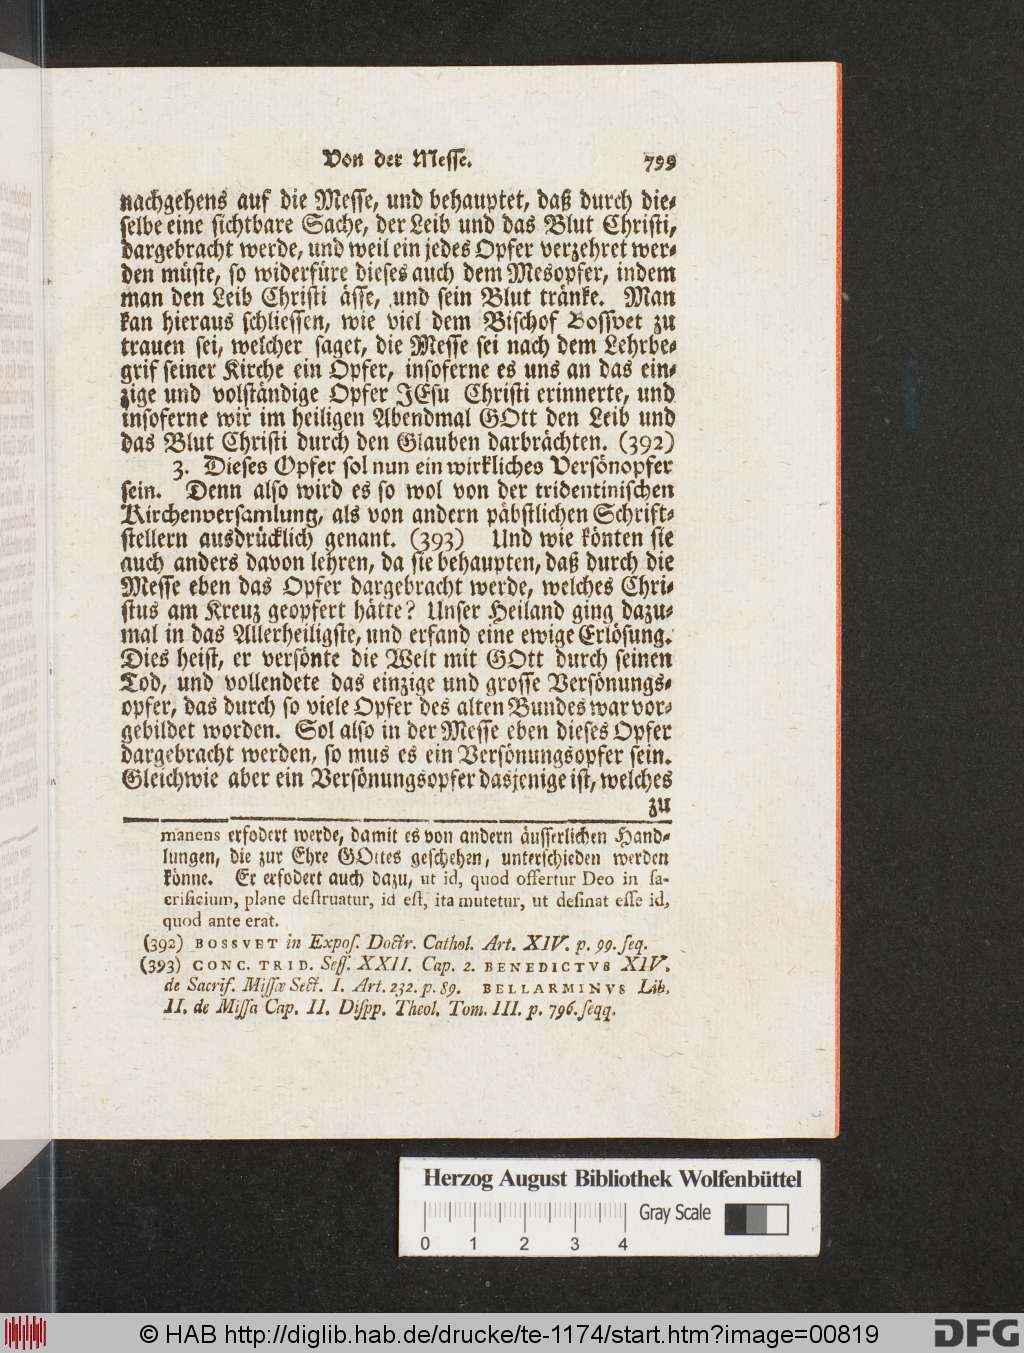 Von der Messe. 799
nachgehens auf die Messe, und behauptet, daß durch die-
selbe eine sichtbare Sache, der Leib und das Blut Christi,
dargebracht werde, und weil ein jedes Opfer verzehret wer-
den müste, so widerfüre dieses auch dem Mesopfer, indem
man den Leib Christi ässe, und sein Blut tränke. Man
kan hieraus schliessen, wie viel dem Bischof Bossvet zu
trauen sei, welcher saget, die Messe sei nach dem Lehrbe-
grif seiner Kirche ein Opfer, insoferne es uns an das ein-
zige und volständige Opfer JEsu Christi erinnerte, und
insoferne wir im heiligen Abendmal GOtt den Leib und
das Blut Christi durch den Glauben darbrächten. (392)
3. Dieses Opfer sol nun ein wirkliches Versönopfer
sein. Denn also wird es so wol von der tridentinischen
Kirchenversamlung, als von andern päbstlichen Schrift-
stellern ausdrücklich genant. (393) Und wie könten sie
auch anders davon lehren, da sie behaupten, daß durch die
Messe eben das Opfer dargebracht werde, welches Chri-
stus am Kreuz geopfert hätte? Unser Heiland ging dazu-
mal in das Allerheiligste, und erfand eine ewige Erlösung.
Dies heist, er versönte die Welt mit GOtt durch seinen
Tod, und vollendete das einzige und grosse Versönungs-
opfer, das durch so viele Opfer des alten Bundes war vor-
gebildet worden. Sol also in der Messe eben dieses Opfer
dargebracht werden, so mus es ein Versönungsopfer sein.
Gleichwie aber ein Versönungsopfer dasjenige ist, welches
zu
manens erfodert werde, damit es von andern äusserlichen Hand-
lungen, die zur Ehre GOttes geschehen, unterschieden werden
könne. Er erfodert auch dazu, ut id, quod offertur Deo in sa-
crificium, plane destruatur, id est, ita mutetur, ut desinat esse id,
quod ante erat.
(392) BOSSVET in Expos. Doctr. Cathol. Art. XIV. p. 99. seq.
(393) CONC. TRID. Sess. XXII. Cap. 2. BENEDICTVS XIV.
de Sacrif. Missæ Sect. I. Art. 232. p. 89. BELLARMINVS Lib.
II. de Missa Cap. II. Dispp. Theol. Tom. III. p. 796. seqq.
Herzog August Bibliothek Wolfenbüttel
Gray Scale
0 1 2 3 4
© HAB http://diglib.hab.de/drucke/te-1174/start.htm?image=00819
DFG